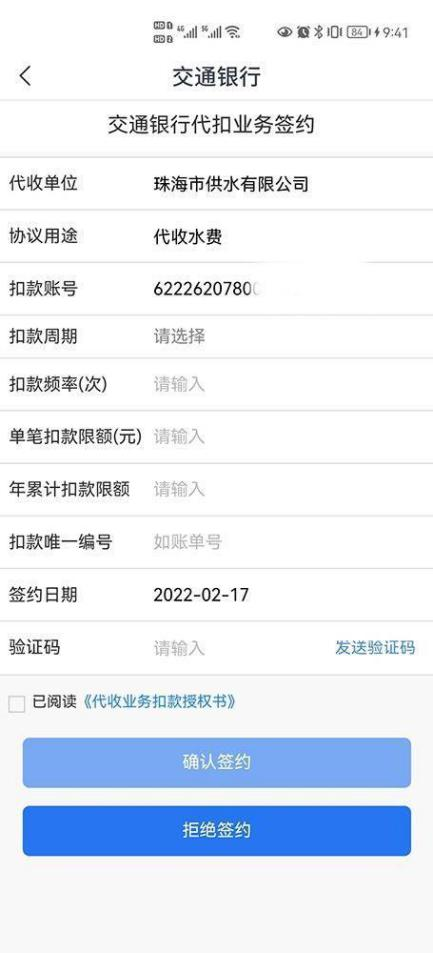 HD1 4G 5G
HD2
84 9:41
交通银行
交通银行代扣业务签约
代收单位 珠海市供水有限公司
协议用途 代收水费
扣款账号 62226207800
扣款周期 请选择
扣款频率(次) 请输入
单笔扣款限额(元) 请输入
年累计扣款限额 请输入
扣款唯一编号 如账单号
签约日期 2022-02-17
验证码 请输入 发送验证码
已阅读《代收业务扣款授权书》
确认签约
拒绝签约